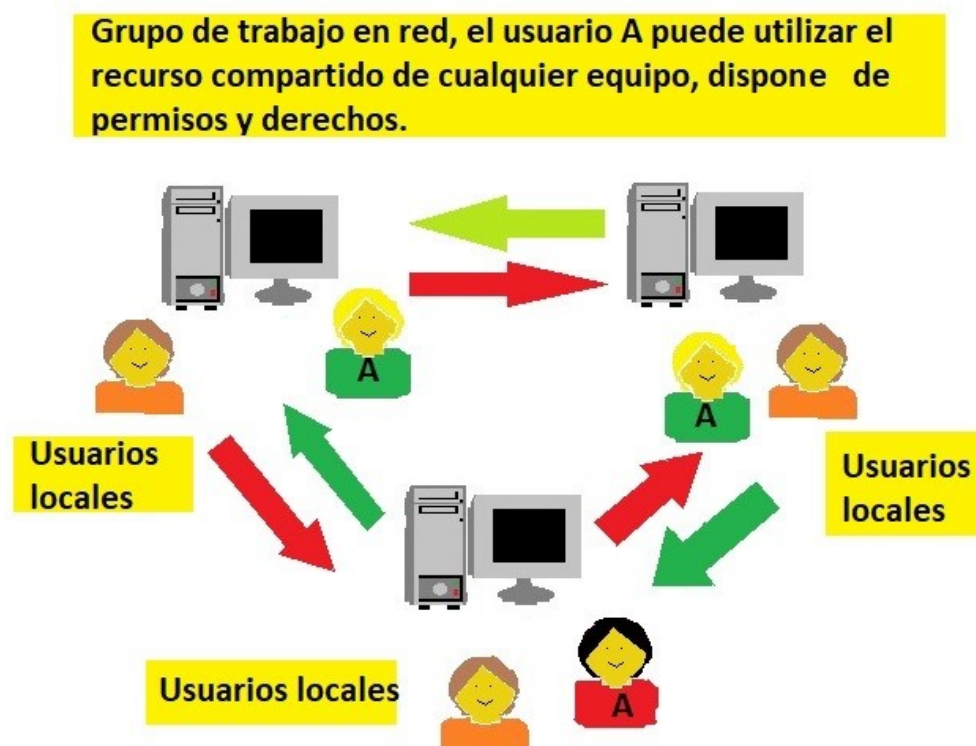 Grupo de trabajo en red, el usuario A puede utilizar el
recurso compartido de cualquier equipo, dispone de
permisos y derechos.
A
A
Usuarios
locales
Usuarios
locales
Usuarios locales
A